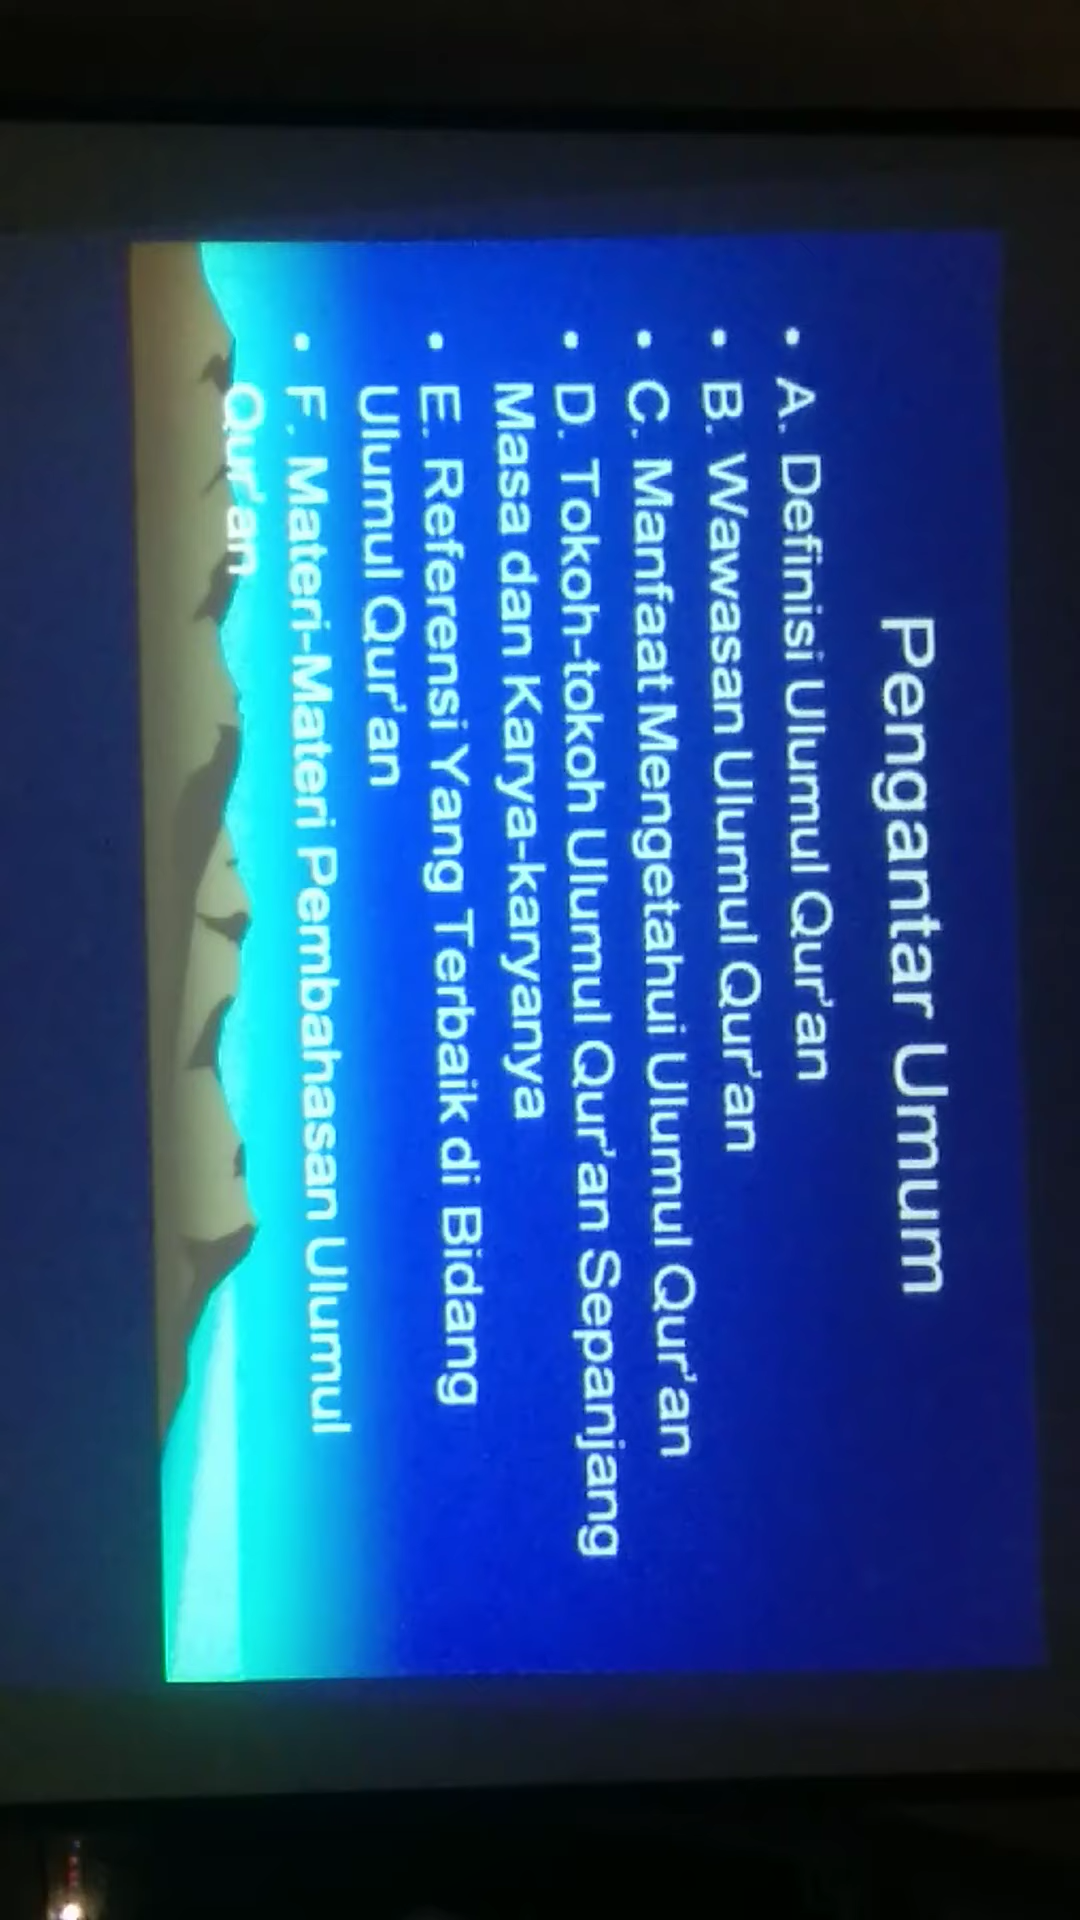 Pengantar Umum
• A. Definisi Ulumul Qur'an
• B. Wawasan Ulumul Qur'an
• C. Manfaat Mengetahui Ulumul Qur'an
• D. Tokoh-tokoh Ulumul Qur'an Sepanjang
Masa dan Karya-karyanya
• E. Referensi Yang Terbaik di Bidang
Ulumul Qur'an
• F. Materi-Materi Pembahasan Ulumul
Qur'an